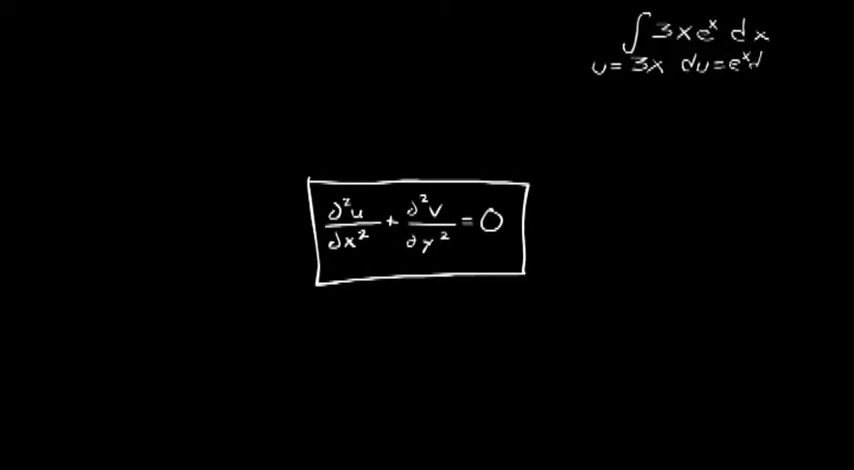 ∫ 3xeˣ dx
u = 3x du = eˣd
∂²u/∂x² + ∂²v/∂y² = 0